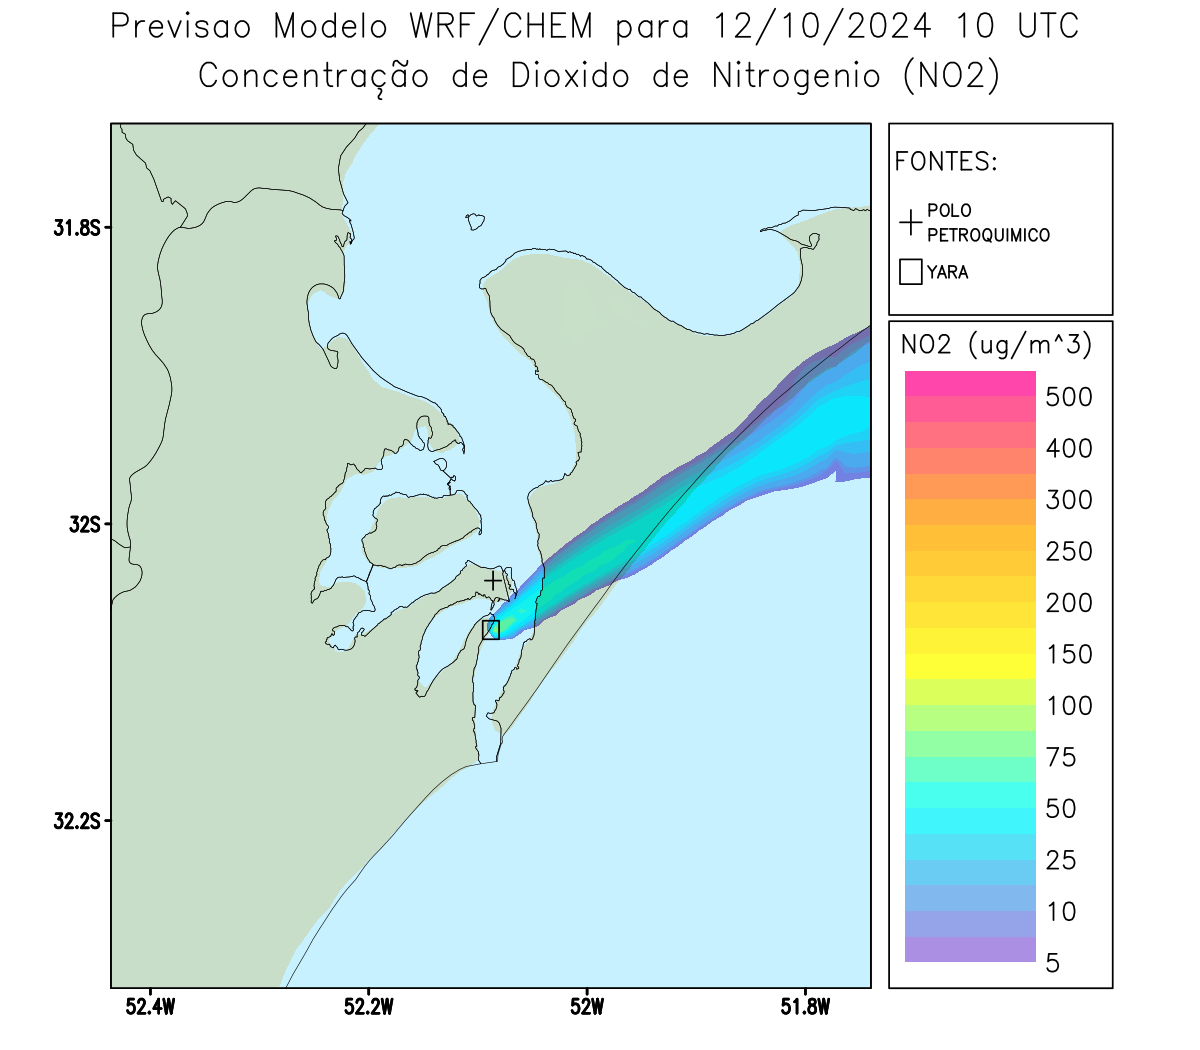 Previsao Modelo WRF/CHEM para 12/10/2024 10 UTC
Concentração de Dioxido de Nitrogenio (NO2)
FONTES:
POLO
PETROQUIMICO
YARA
31.8S
32S
32.2S
52.4W
52.2W
52W
51.8W
NO2 (ug/m^3)
500
400
300
250
200
150
100
75
50
25
10
5